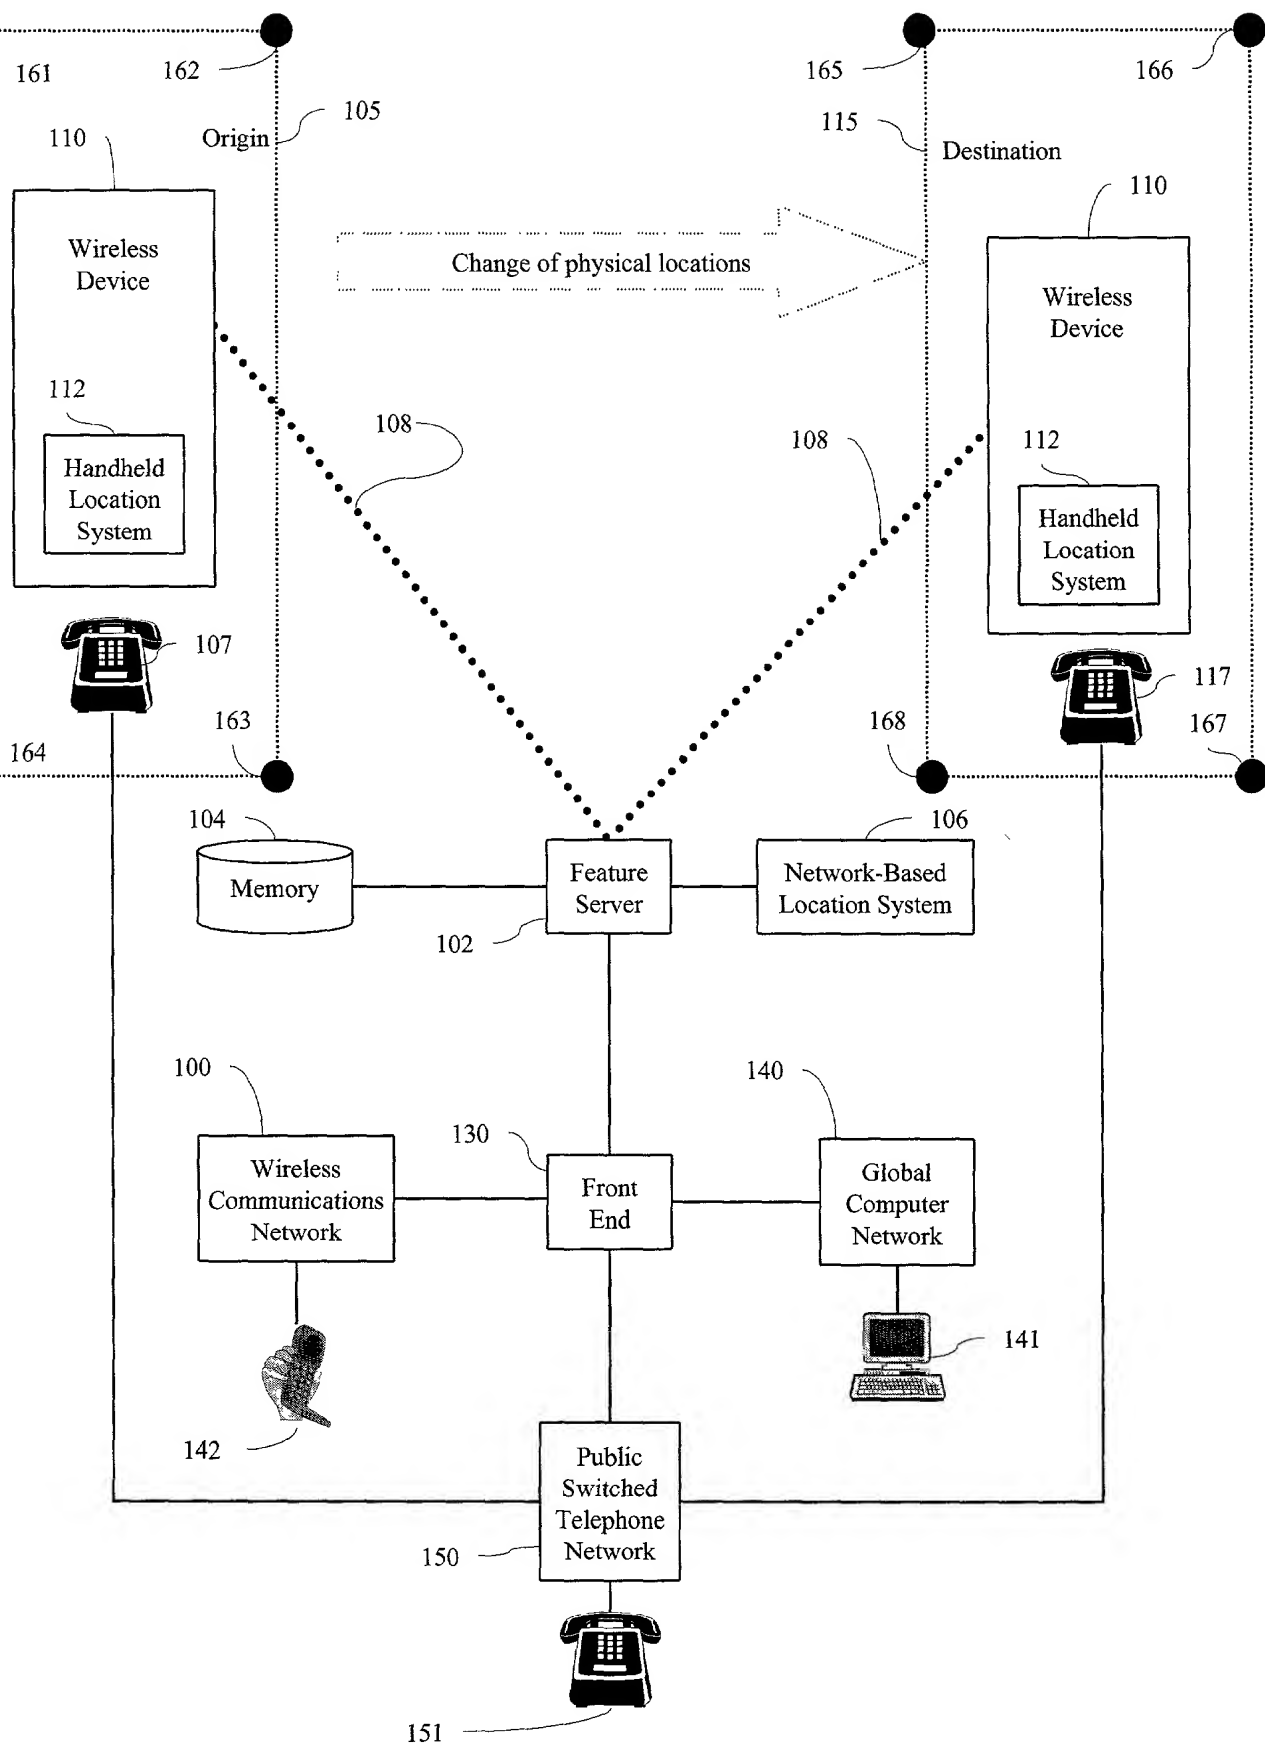 161
162
165
166
105
110
Origin
115
Destination
110
Wireless
Device
Change of physical locations
Wireless
Device
112
108
108
112
Handheld
Location
System
Handheld
Location
System
107
117
163
164
168
167
104
106
Memory
Feature
Server
Network-Based
Location System
102
100
140
130
Wireless
Communications
Network
Front
End
Global
Computer
Network
141
142
Public
Switched
Telephone
Network
150
151